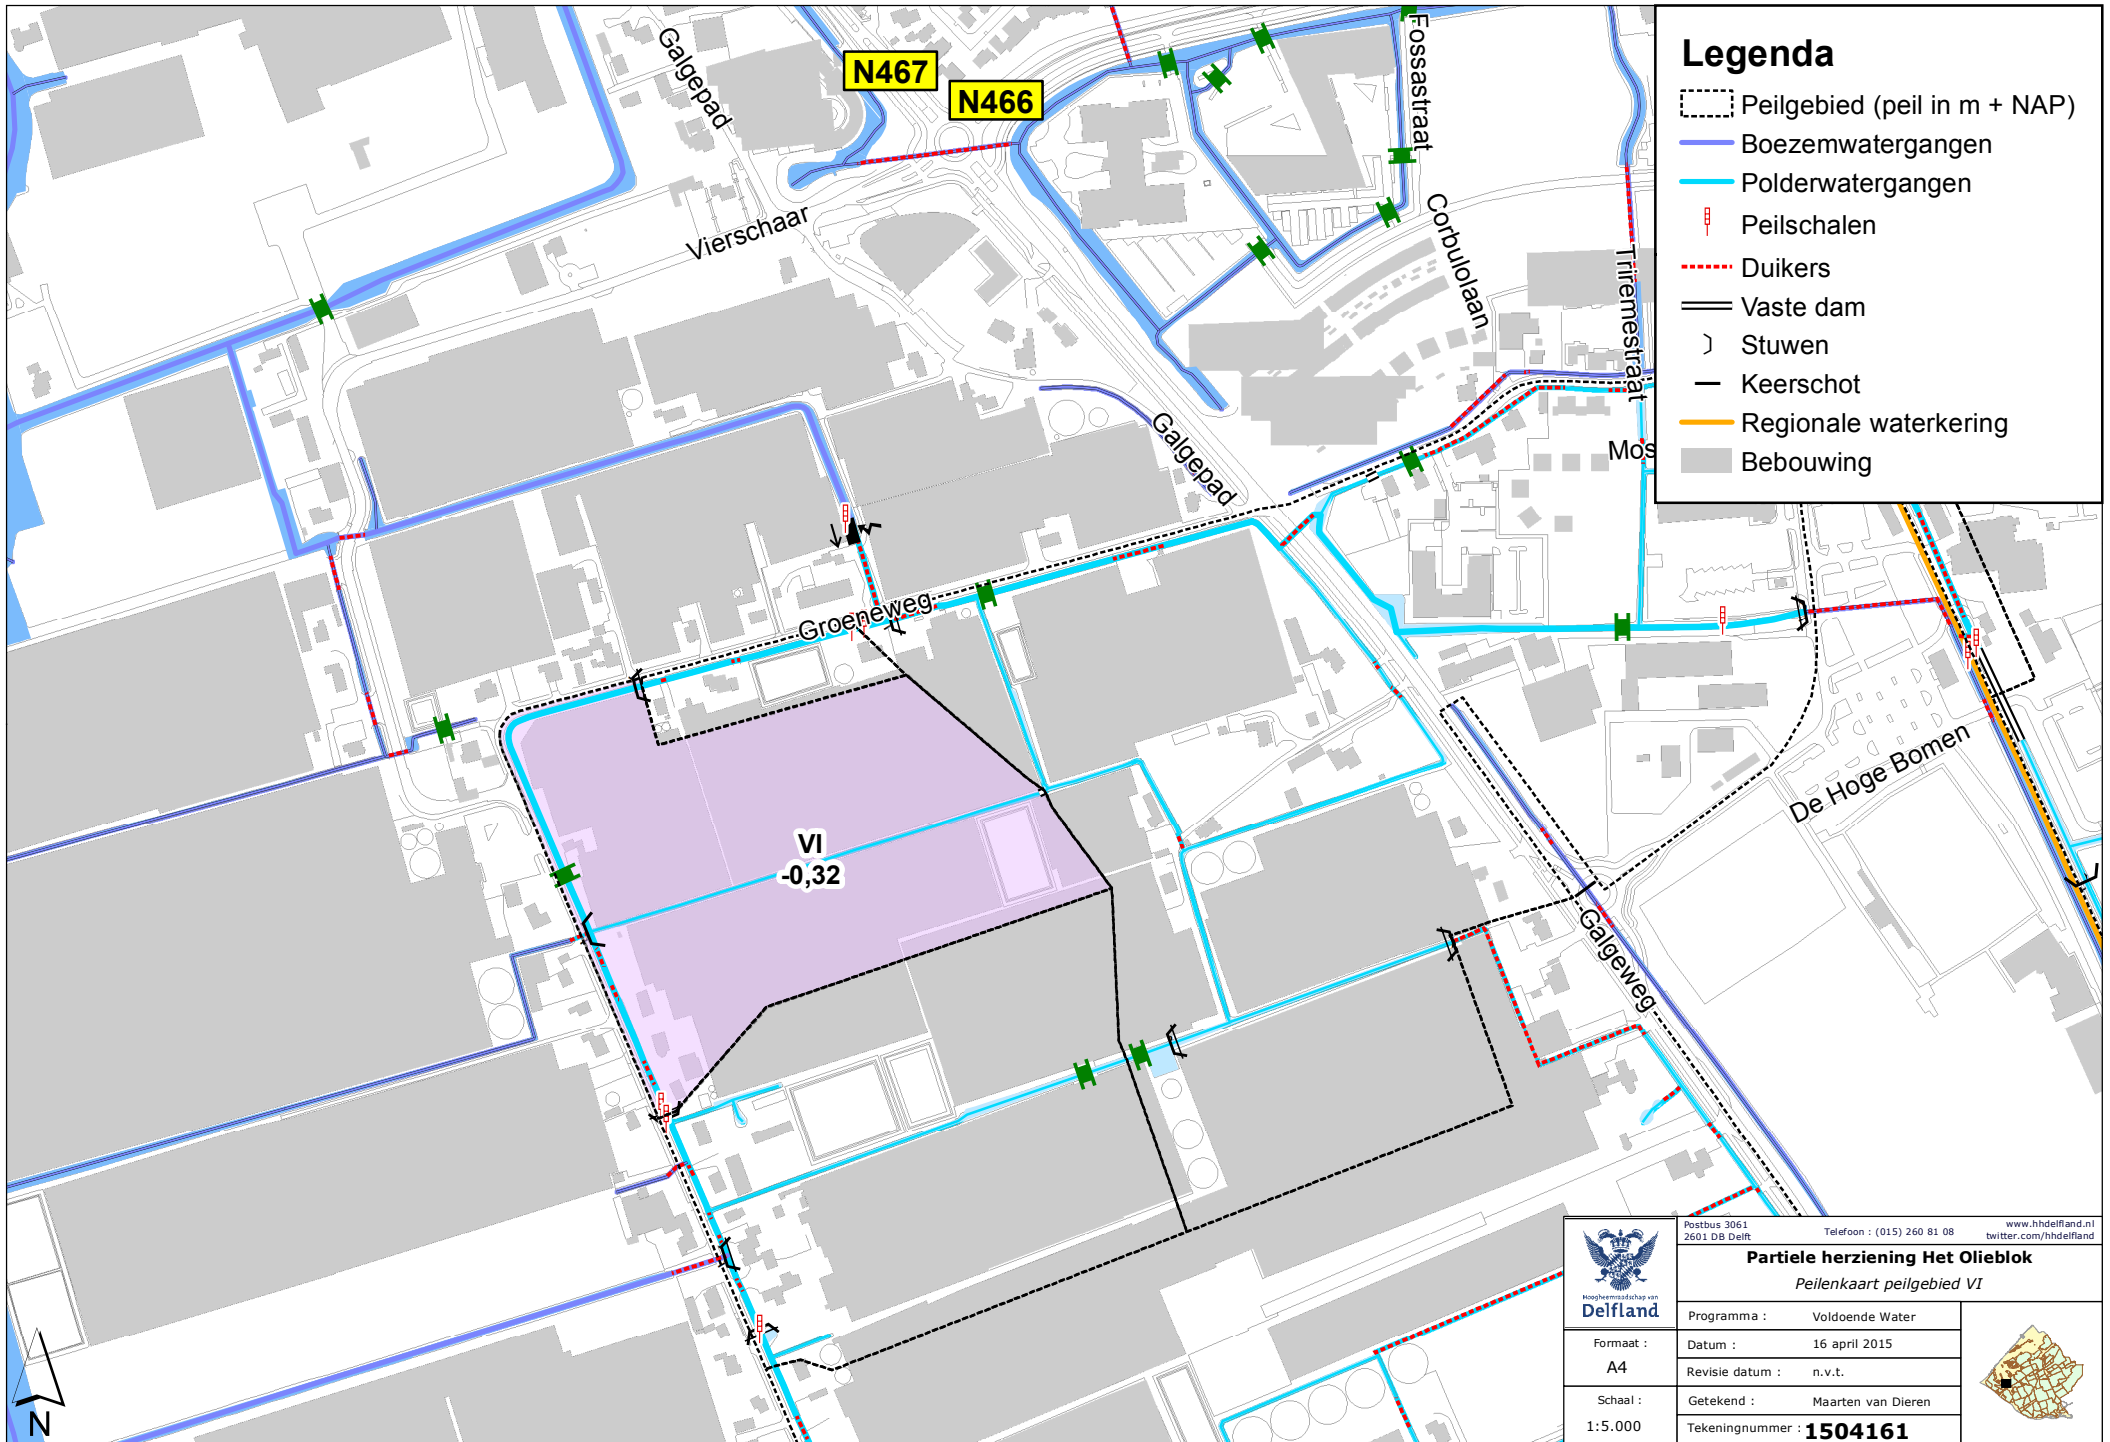 Galgepad
N467
N466
Fossastraat
Vierschaar
Corbulolaan
Triremestraat
Galgepad
Mos
Groeneweg
De Hoge Bomen
VI
-0,32
Galgeweg
N
Legenda
Peilgebied (peil in m + NAP)
Boezemwatergangen
Polderwatergangen
Peilschalen
Duikers
Vaste dam
Stuwen
Keerschot
Regionale waterkering
Bebouwing
Postbus 3061
2601 DB Delft
Telefoon : (015) 260 81 08
www.hhdelfland.nl
twitter.com/hhdelfland
Hoogheemraadschap van
Delfland
Partiele herziening Het Olieblok
Peilenkaart peilgebied VI
Programma : Voldoende Water
Formaat :
A4
Datum : 16 april 2015
Revisie datum : n.v.t.
Schaal :
1:5.000
Getekend : Maarten van Dieren
Tekeningnummer : 1504161